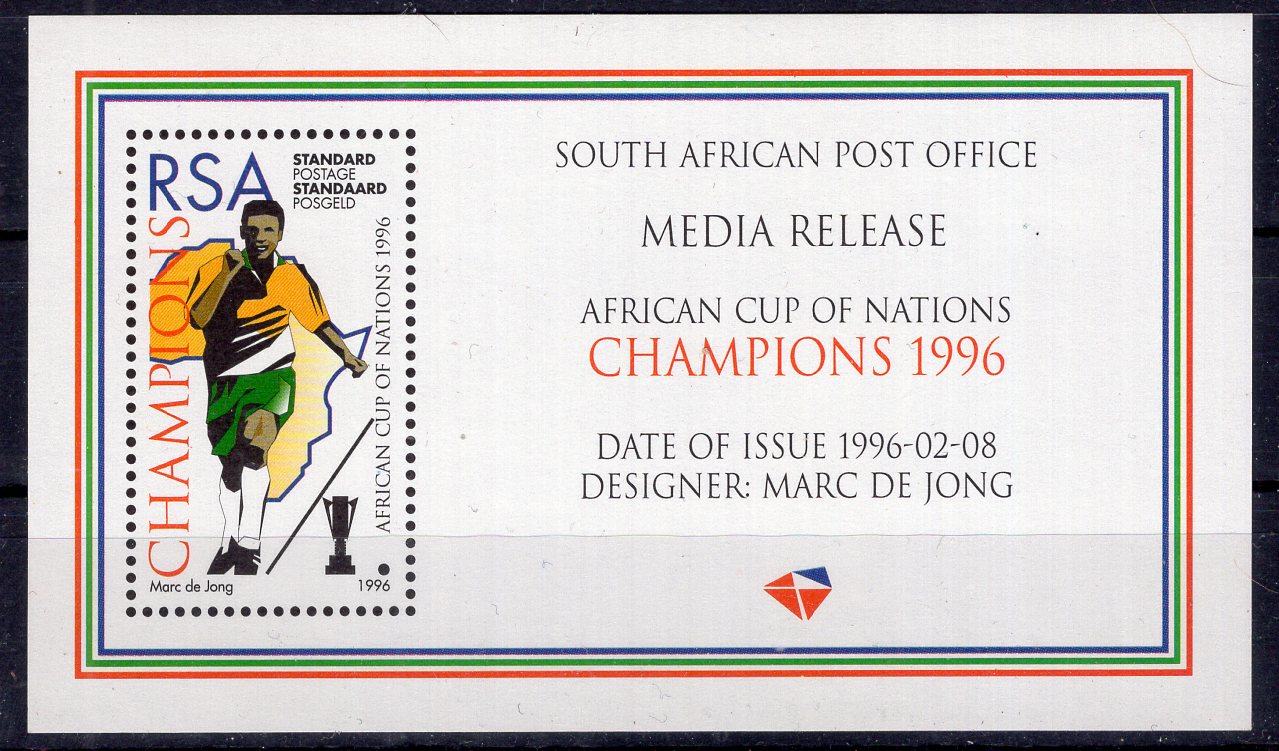 RSA
STANDARD
POSTAGE
STANDAARD
POSGELD
CHAMPIONS
AFRICAN CUP OF NATIONS 1996
Marc de Jong
1996
SOUTH AFRICAN POST OFFICE
MEDIA RELEASE
AFRICAN CUP OF NATIONS
CHAMPIONS 1996
DATE OF ISSUE 1996-02-08
DESIGNER: MARC DE JONG